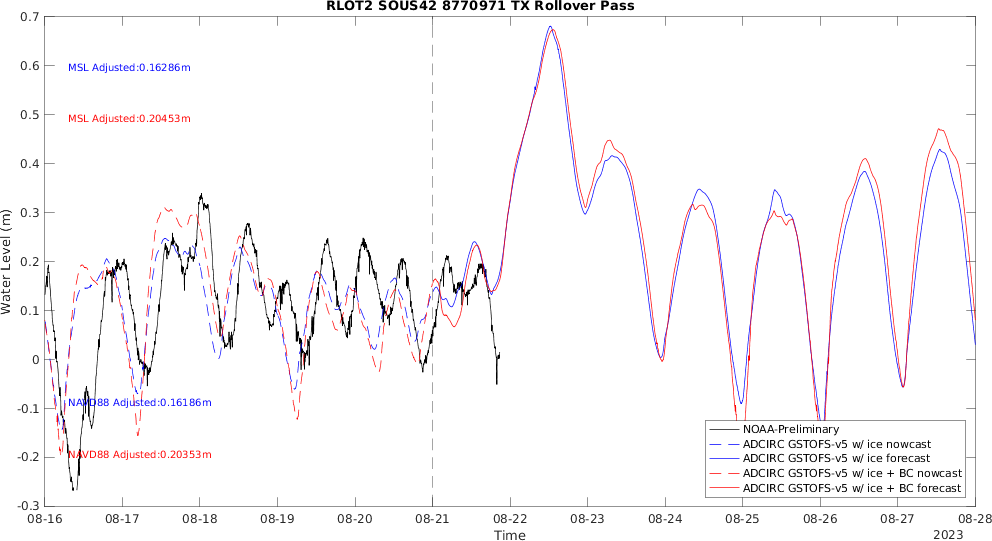 RLOT2 SOUS42 8770971 TX Rollover Pass
0.7
0.6
0.5
0.4
0.3
0.2
0.1
0
-0.1
-0.2
-0.3
Water Level (m)
MSL Adjusted:0.16286m
MSL Adjusted:0.20453m
NAVD88 Adjusted:0.16186m
NAVD88 Adjusted:0.20353m
NOAA-Preliminary
ADCIRC GSTOFS-v5 w/ ice nowcast
ADCIRC GSTOFS-v5 w/ ice forecast
ADCIRC GSTOFS-v5 w/ ice + BC nowcast
ADCIRC GSTOFS-v5 w/ ice + BC forecast
08-16 08-17 08-18 08-19 08-20 08-21 08-22 08-23 08-24 08-25 08-26 08-27 08-28
Time
2023